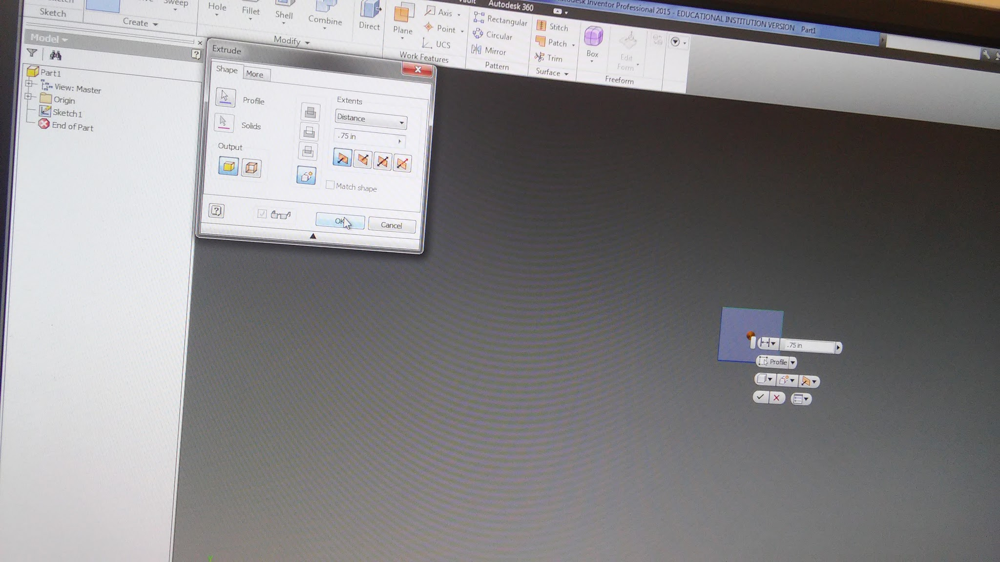 Autodesk 360
Autodesk Inventor Professional 2015 - EDUCATIONAL INSTITUTION VERSION Part1
Sketch
Sweep
Sketch
Create
Hole
Fillet
Shell
Combine
Direct
Modify
Plane
Axis
Point
UCS
Work Features
Rectangular
Circular
Mirror
Pattern
Stitch
Patch
Trim
Surface
Box
Edit
Form
Freeform
Model
Part1
View: Master
Origin
Sketch1
End of Part
Extrude
Shape
More
Profile
Solids
Output
Extents
Distance
.75 in
Match shape
OK
Cancel
.75 in
Profile